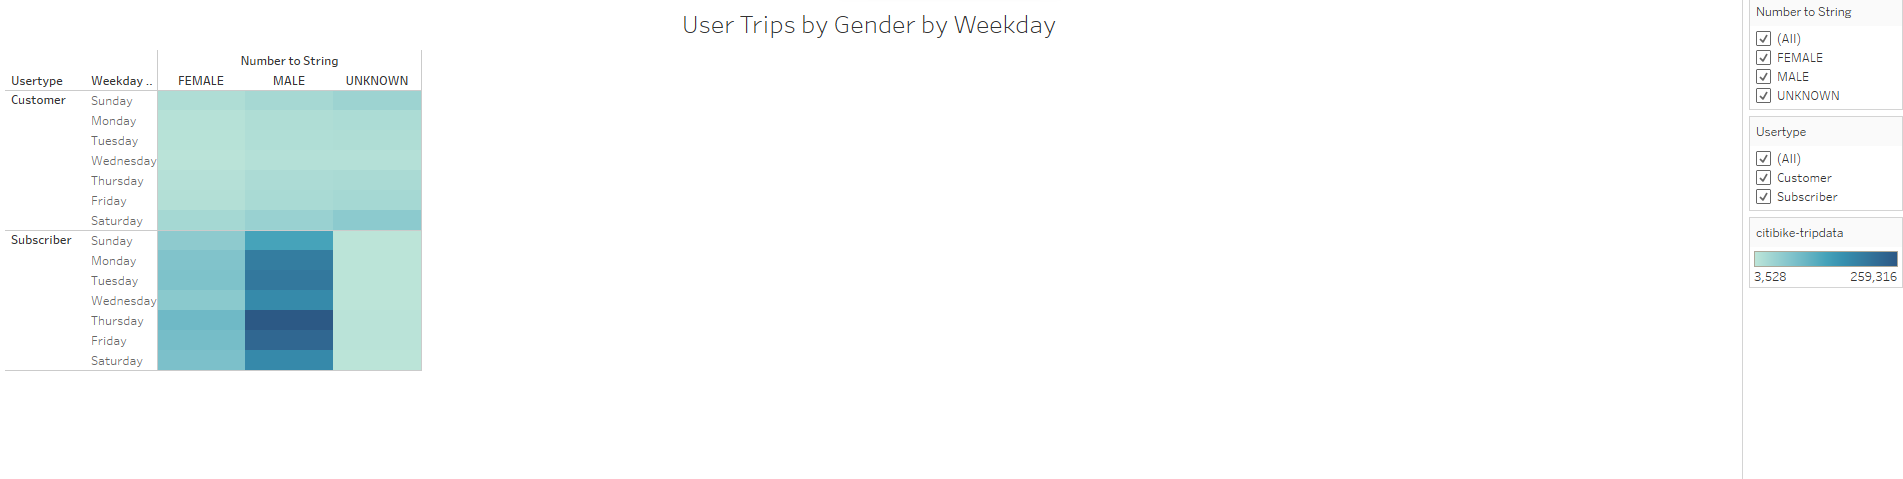 User Trips by Gender by Weekday
Number to String
Usertype Weekday .. FEMALE MALE UNKNOWN
Customer Sunday
Monday
Tuesday
Wednesday
Thursday
Friday
Saturday
Subscriber Sunday
Monday
Tuesday
Wednesday
Thursday
Friday
Saturday
Number to String
(All)
FEMALE
MALE
UNKNOWN
Usertype
(All)
Customer
Subscriber
citibike-tripdata
3,528 259,316